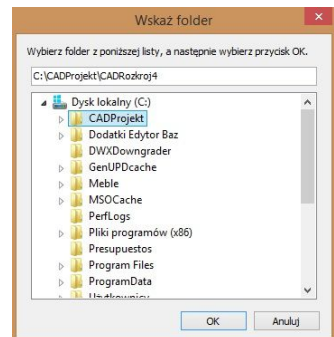 Wskaż folder
Wybierz folder z poniższej listy, a następnie wybierz przycisk OK.
C:\CADProjekt\CADRozkroj4
Dysk lokalny (C:)
CADProjekt
Dodatki Edytor Baz
DWXDowngrader
GenUPDcache
Meble
MSOCache
PerfLogs
Pliki programów (x86)
Presupuestos
Program Files
ProgramData
Użytkownicy
OK Anuluj